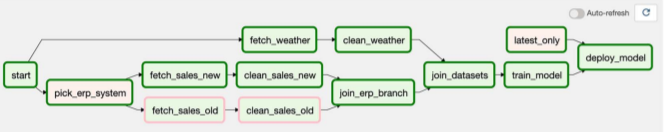 Auto-refresh
fetch_weather
clean_weather
latest_only
start
deploy_model
fetch_sales_new
clean_sales_new
join_datasets
train_model
pick_erp_system
join_erp_branch
fetch_sales_old
clean_sales_old